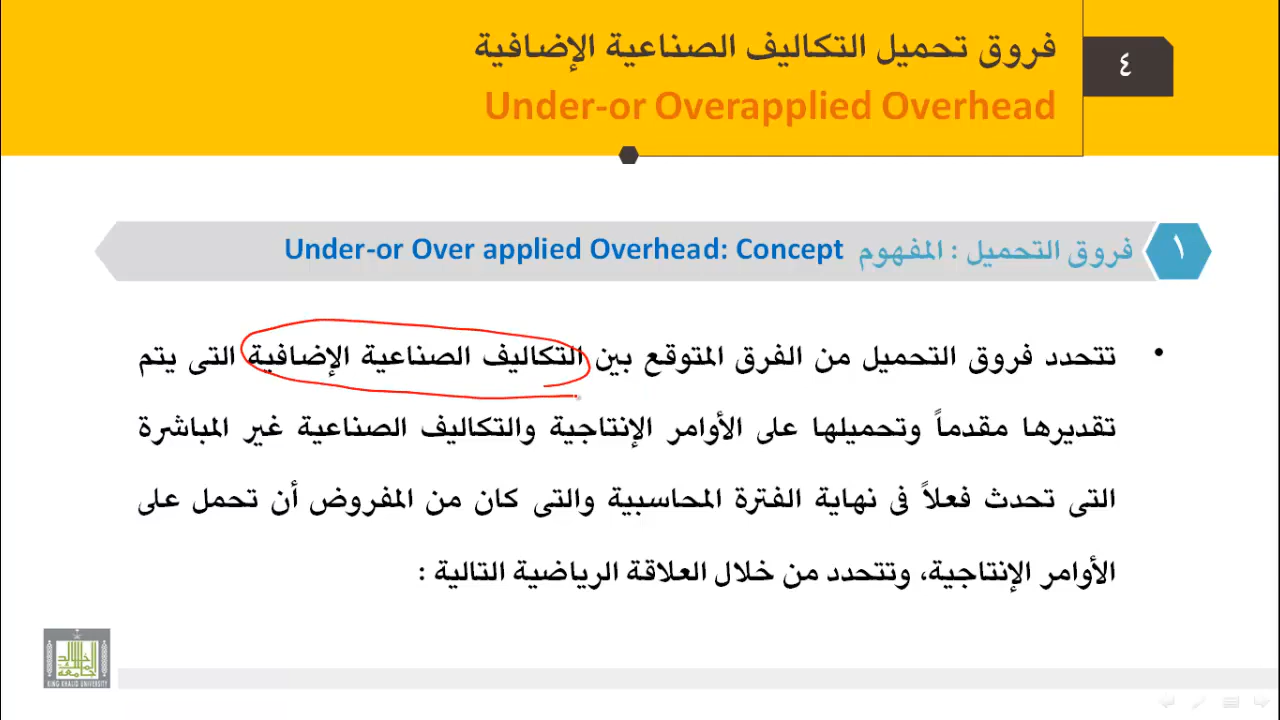 فروق تحميل التكاليف الصناعية الإضافية
٤
Under-or Overapplied Overhead
١
فروق التحميل : المفهوم Under-or Over applied Overhead: Concept
• تتحدد فروق التحميل من الفرق المتوقع بين التكاليف الصناعية الإضافية التى يتم
تقديرها مقدماً وتحميلها على الأوامر الإنتاجية والتكاليف الصناعية غير المباشرة
التى تحدث فعلاً فى نهاية الفترة المحاسبية والتى كان من المفروض أن تحمل على
الأوامر الإنتاجية، وتتحدد من خلال العلاقة الرياضية التالية :
KING KHALID UNIVERSITY